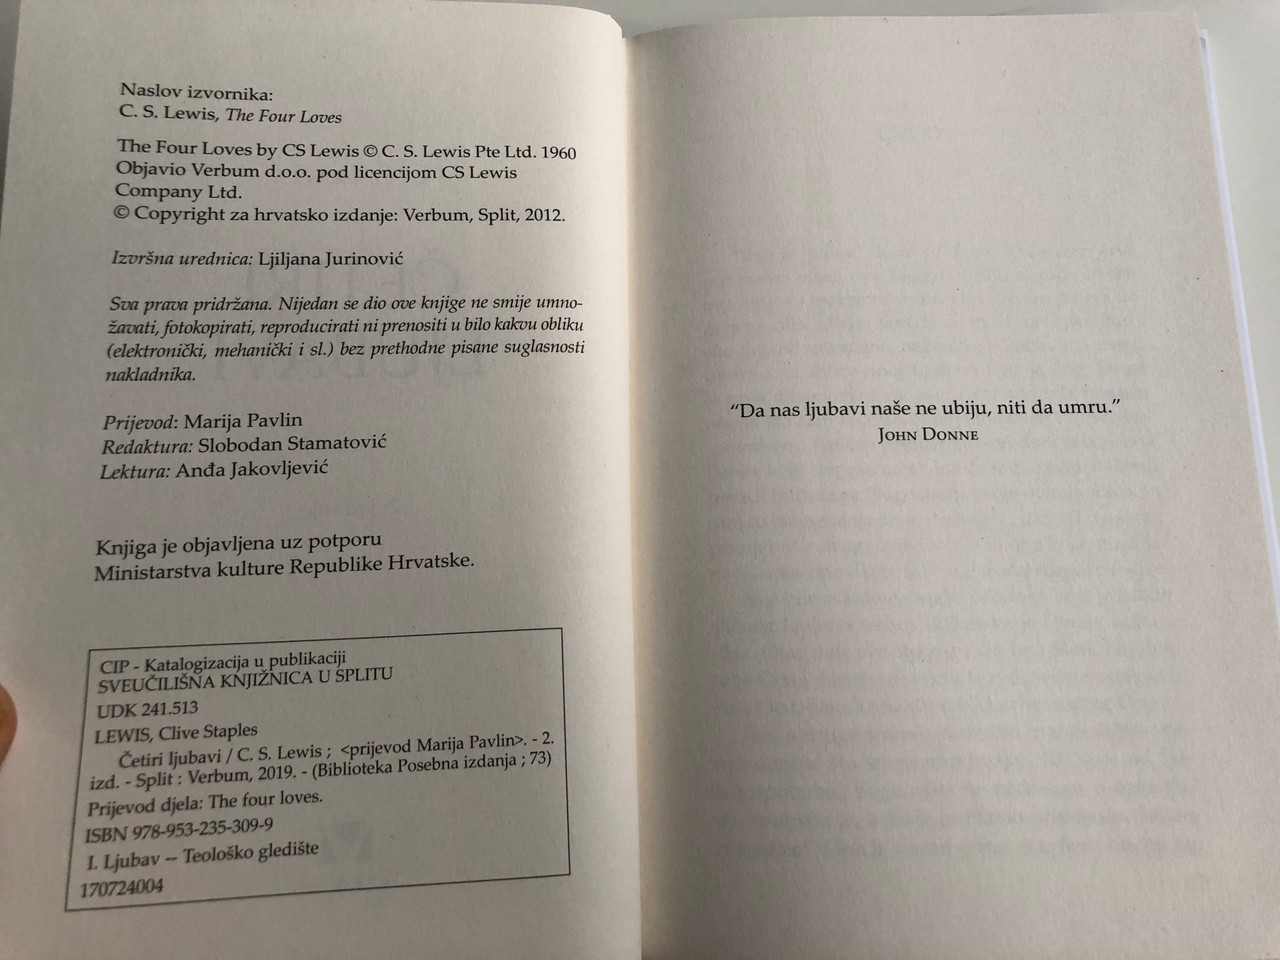 Naslov izvornika:
C. S. Lewis, The Four Loves
The Four Loves by CS Lewis © C. S. Lewis Pte Ltd. 1960
Objavio Verbum d.o.o. pod licencijom CS Lewis
Company Ltd.
© Copyright za hrvatsko izdanje: Verbum, Split, 2012.
Izvršna urednica: Ljiljana Jurinović
Sva prava pridržana. Nijedan se dio ove knjige ne smije umno-
žavati, fotokopirati, reproducirati ni prenositi u bilo kakvu obliku
(elektronički, mehanički i sl.) bez prethodne pisane suglasnosti
nakladnika.
Prijevod: Marija Pavlin
Redaktura: Slobodan Stamatović
Lektura: Anđa Jakovljević
Knjiga je objavljena uz potporu
Ministarstva kulture Republike Hrvatske.
CIP - Katalogizacija u publikaciji
SVEUČILIŠNA KNJIŽNICA U SPLITU
UDK 241.513
LEWIS, Clive Staples
Četiri ljubavi / C. S. Lewis ; <prijevod Marija Pavlin>. - 2.
izd. - Split : Verbum, 2019. - (Biblioteka Posebna izdanja ; 73)
Prijevod djela: The four loves.
ISBN 978-953-235-309-9
I. Ljubav -- Teološko gledište
170724004
“Da nas ljubavi naše ne ubiju, niti da umru.”
John Donne